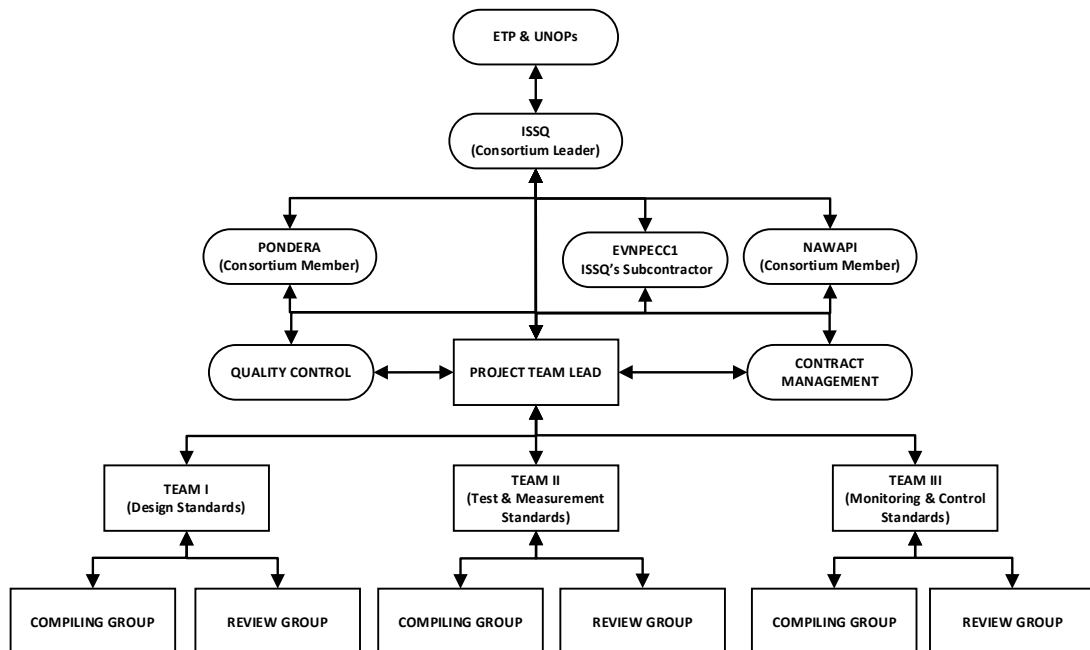 ETP & UNOPs
ISSQ
(Consortium Leader)
PONDERA
(Consortium Member)
EVNPECC1
ISSQ's Subcontractor
NAWAPI
(Consortium Member)
QUALITY CONTROL
PROJECT TEAM LEAD
CONTRACT
MANAGEMENT
TEAM I
(Design Standards)
TEAM II
(Test & Measurement
Standards)
TEAM III
(Monitoring & Control
Standards)
COMPILING GROUP
REVIEW GROUP
COMPILING GROUP
REVIEW GROUP
COMPILING GROUP
REVIEW GROUP